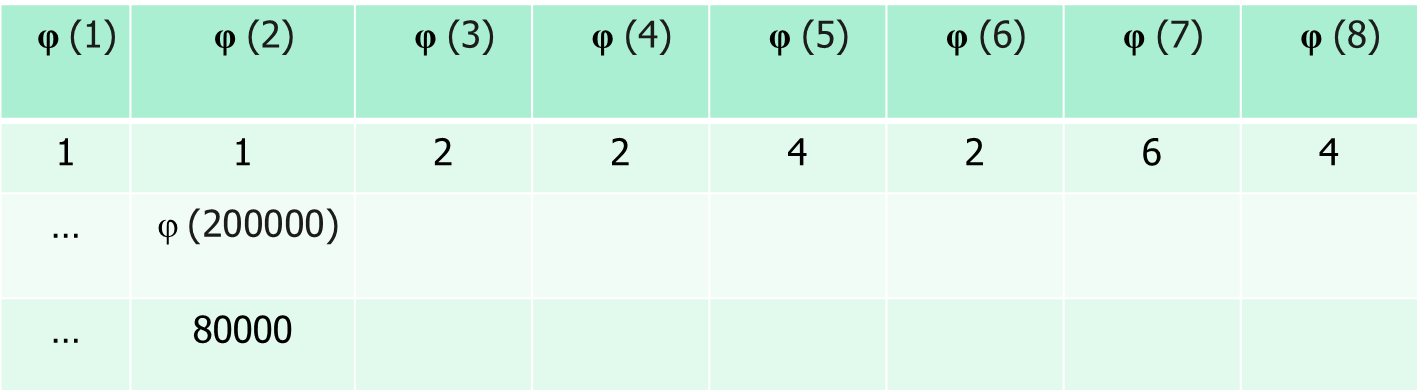 φ (1) φ (2) φ (3) φ (4) φ (5) φ (6) φ (7) φ (8)
1 1 2 2 4 2 6 4
... φ (200000)
... 80000